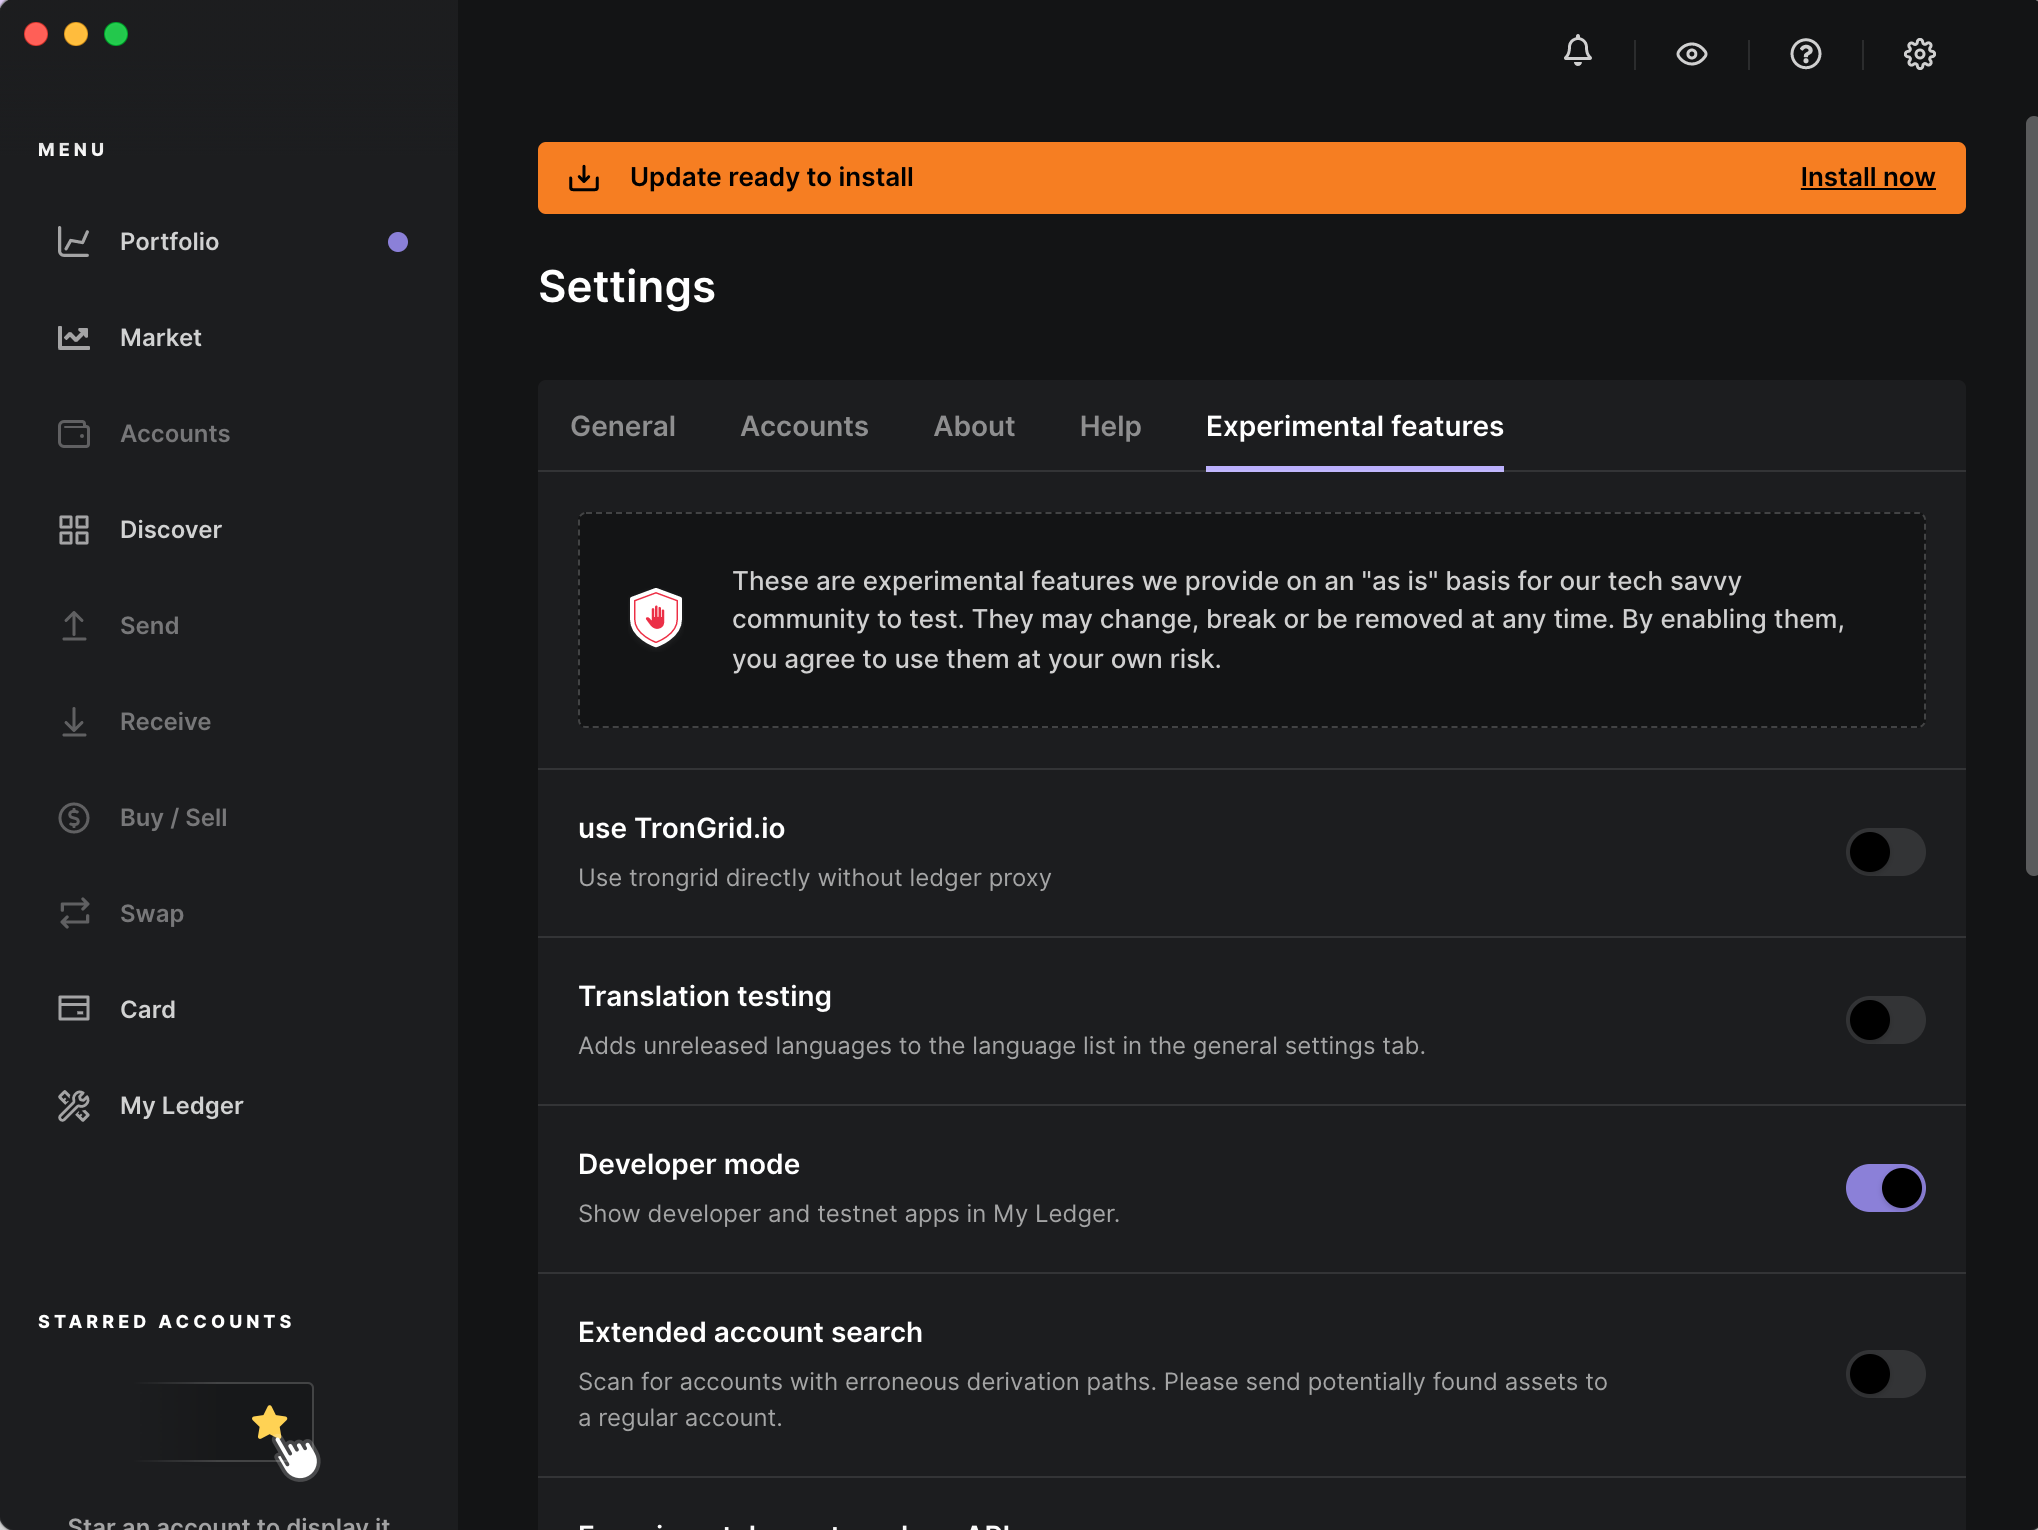 MENU
Portfolio
Market
Accounts
Discover
Send
Receive
Buy / Sell
Swap
Card
My Ledger
STARRED ACCOUNTS
Star an account to display it
Update ready to install
Install now
Settings
General
Accounts
About
Help
Experimental features
These are experimental features we provide on an "as is" basis for our tech savvy
community to test. They may change, break or be removed at any time. By enabling them,
you agree to use them at your own risk.
use TronGrid.io
Use trongrid directly without ledger proxy
Translation testing
Adds unreleased languages to the language list in the general settings tab.
Developer mode
Show developer and testnet apps in My Ledger.
Extended account search
Scan for accounts with erroneous derivation paths. Please send potentially found assets to
a regular account.